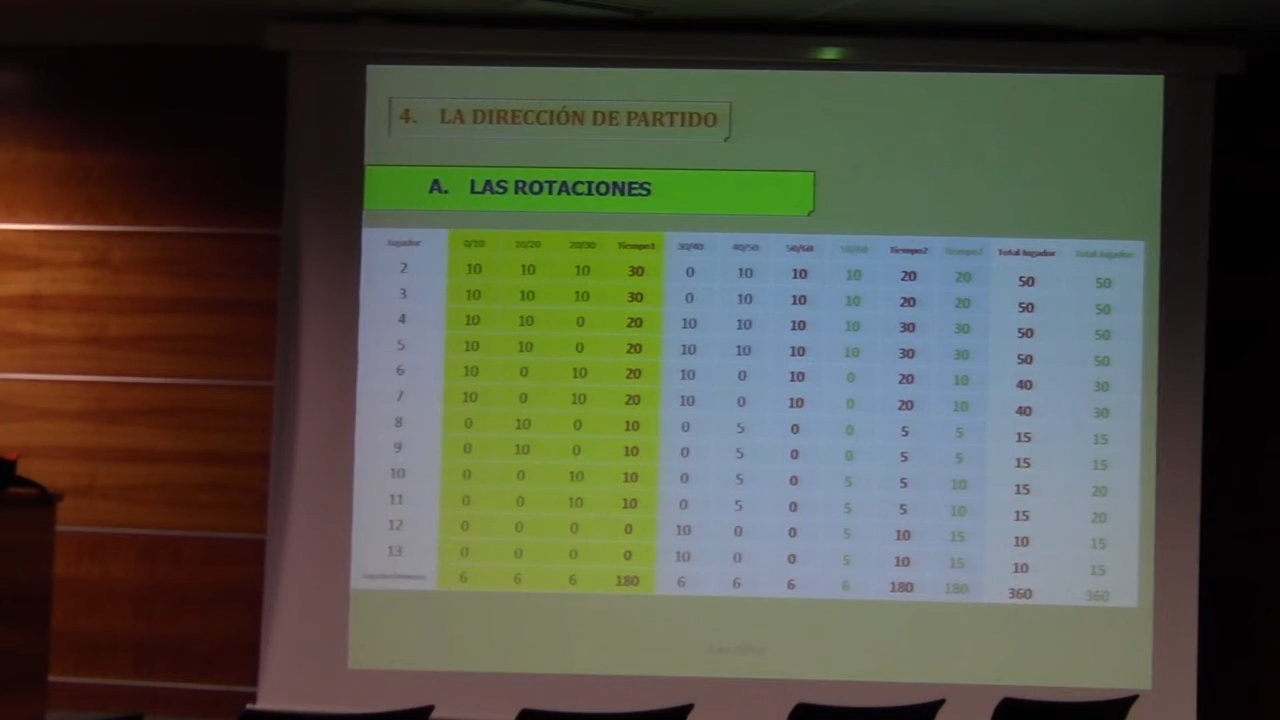 4. LA DIRECCIÓN DE PARTIDO
A. LAS ROTACIONES
Jugador 0/10 10/20 20/30 Tiempo1 30/40 40/50 50/60 50/60 Tiempo2 Tiempo2 Total Jugador Total Jugador
2 10 10 10 30 0 10 10 10 20 20 50 50
3 10 10 10 30 0 10 10 10 20 20 50 50
4 10 10 0 20 10 10 10 10 30 30 50 50
5 10 10 0 20 10 10 10 10 30 30 50 50
6 10 0 10 20 10 0 10 0 20 10 40 30
7 10 0 10 20 10 0 10 0 20 10 40 30
8 0 10 0 10 0 5 0 0 5 5 15 15
9 0 10 0 10 0 5 0 0 5 5 15 15
10 0 0 10 10 0 5 0 5 5 10 15 20
11 0 0 10 10 0 5 0 5 5 10 15 20
12 0 0 0 0 10 0 0 5 10 15 10 15
13 0 0 0 0 10 0 0 5 10 15 10 15
6 6 6 180 6 6 6 6 180 180 360 360